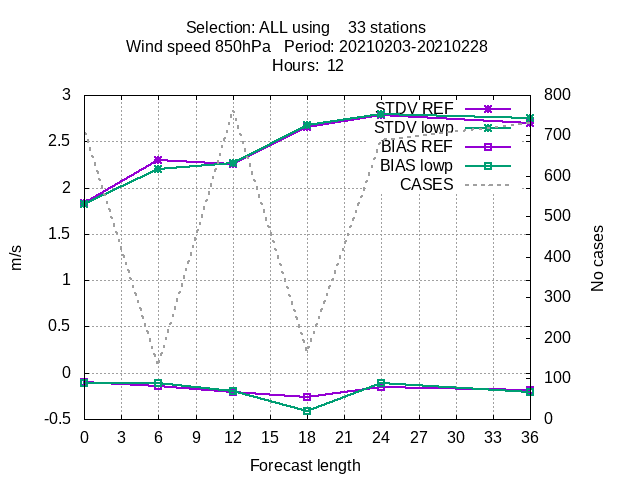 Selection: ALL using    33 stations
Wind speed 850hPa   Period: 20210203-20210228
Hours:  12
3
2.5
2
1.5
1
0.5
0
-0.5
m/s
STDV REF
STDV lowp
BIAS REF
BIAS lowp
CASES
800
700
600
500
400
300
200
100
0
No cases
0 3 6 9 12 15 18 21 24 27 30 33 36
Forecast length